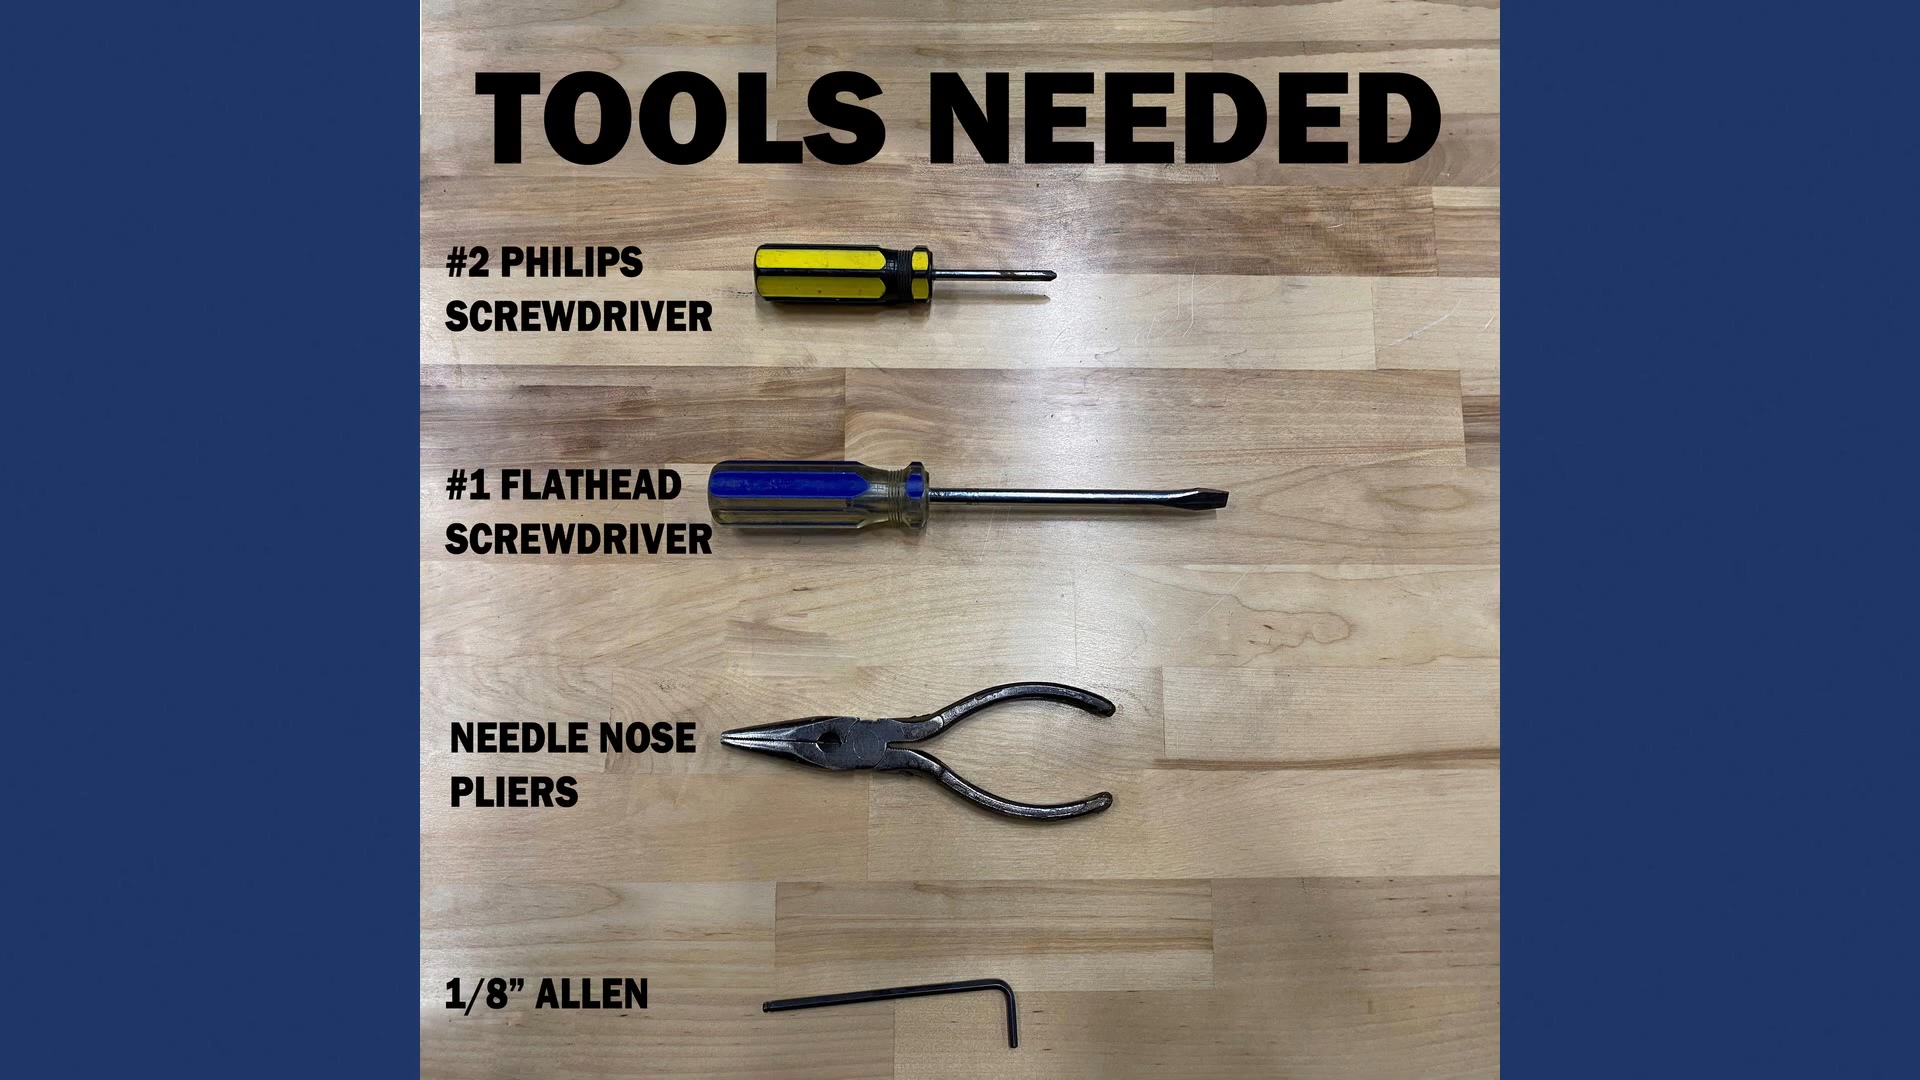 TOOLS NEEDED
#2 PHILIPS
SCREWDRIVER
#1 FLATHEAD
SCREWDRIVER
NEEDLE NOSE
PLIERS
1/8” ALLEN